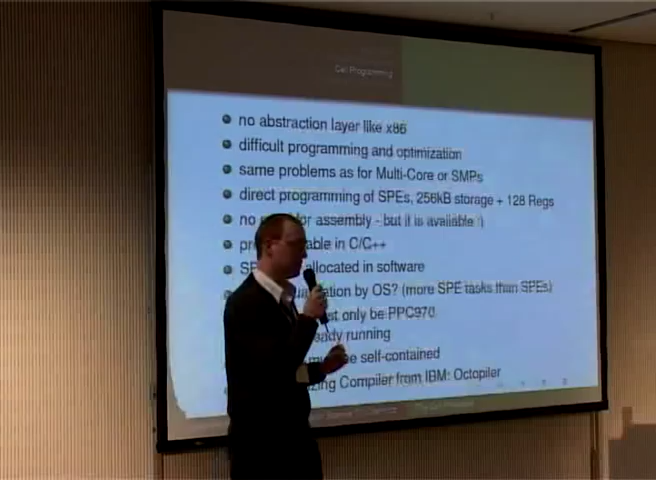 Cell Programming
no abstraction layer like x86
difficult programming and optimization
same problems as for Multi-Core or SMPs
direct programming of SPEs, 256kB storage + 128 Regs
no for assembly - but it is available :)
able in C/C++
allocated in software
by OS? (more SPE tasks than SPEs)
only be PPC970
running
be self-contained
Compiler from IBM: Octopiler